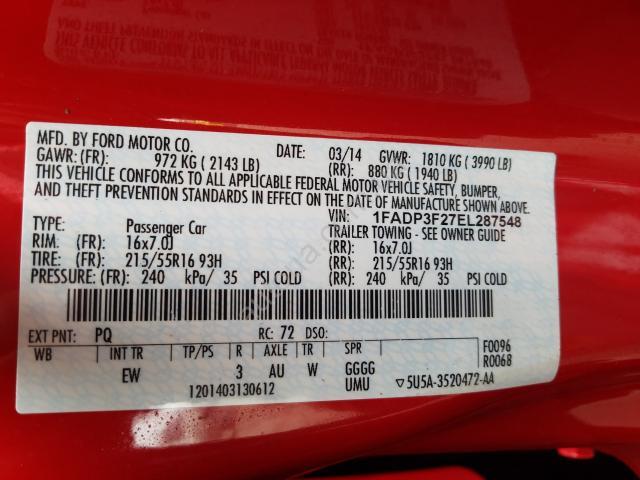 MFD. BY FORD MOTOR CO. DATE: 03/14 GVWR: 1810 KG ( 3990 LB)
GAWR: (FR): 972 KG ( 2143 LB) (RR): 880 KG ( 1940 LB)
THIS VEHICLE CONFORMS TO ALL APPLICABLE FEDERAL MOTOR VEHICLE SAFETY, BUMPER,
AND THEFT PREVENTION STANDARDS IN EFFECT ON THE DATE OF MANUFACTURE SHOWN ABOVE.
VIN: 1FADP3F27EL287548
TYPE: Passenger Car TRAILER TOWING - SEE OWNER GUIDE
RIM: (FR): 16x7.0J (RR): 16x7.0J
TIRE: (FR): 215/55R16 93H (RR): 215/55R16 93H
PRESSURE: (FR): 240 kPa/ 35 PSI COLD (RR): 240 kPa/ 35 PSI COLD
EXT PNT: PQ RC: 72 DSO: F0096
WB INT TR TP/PS R AXLE TR SPR R0068
EW 3 AU W GGGG
1201403130612 UMU ▽5U5A-3520472-AA